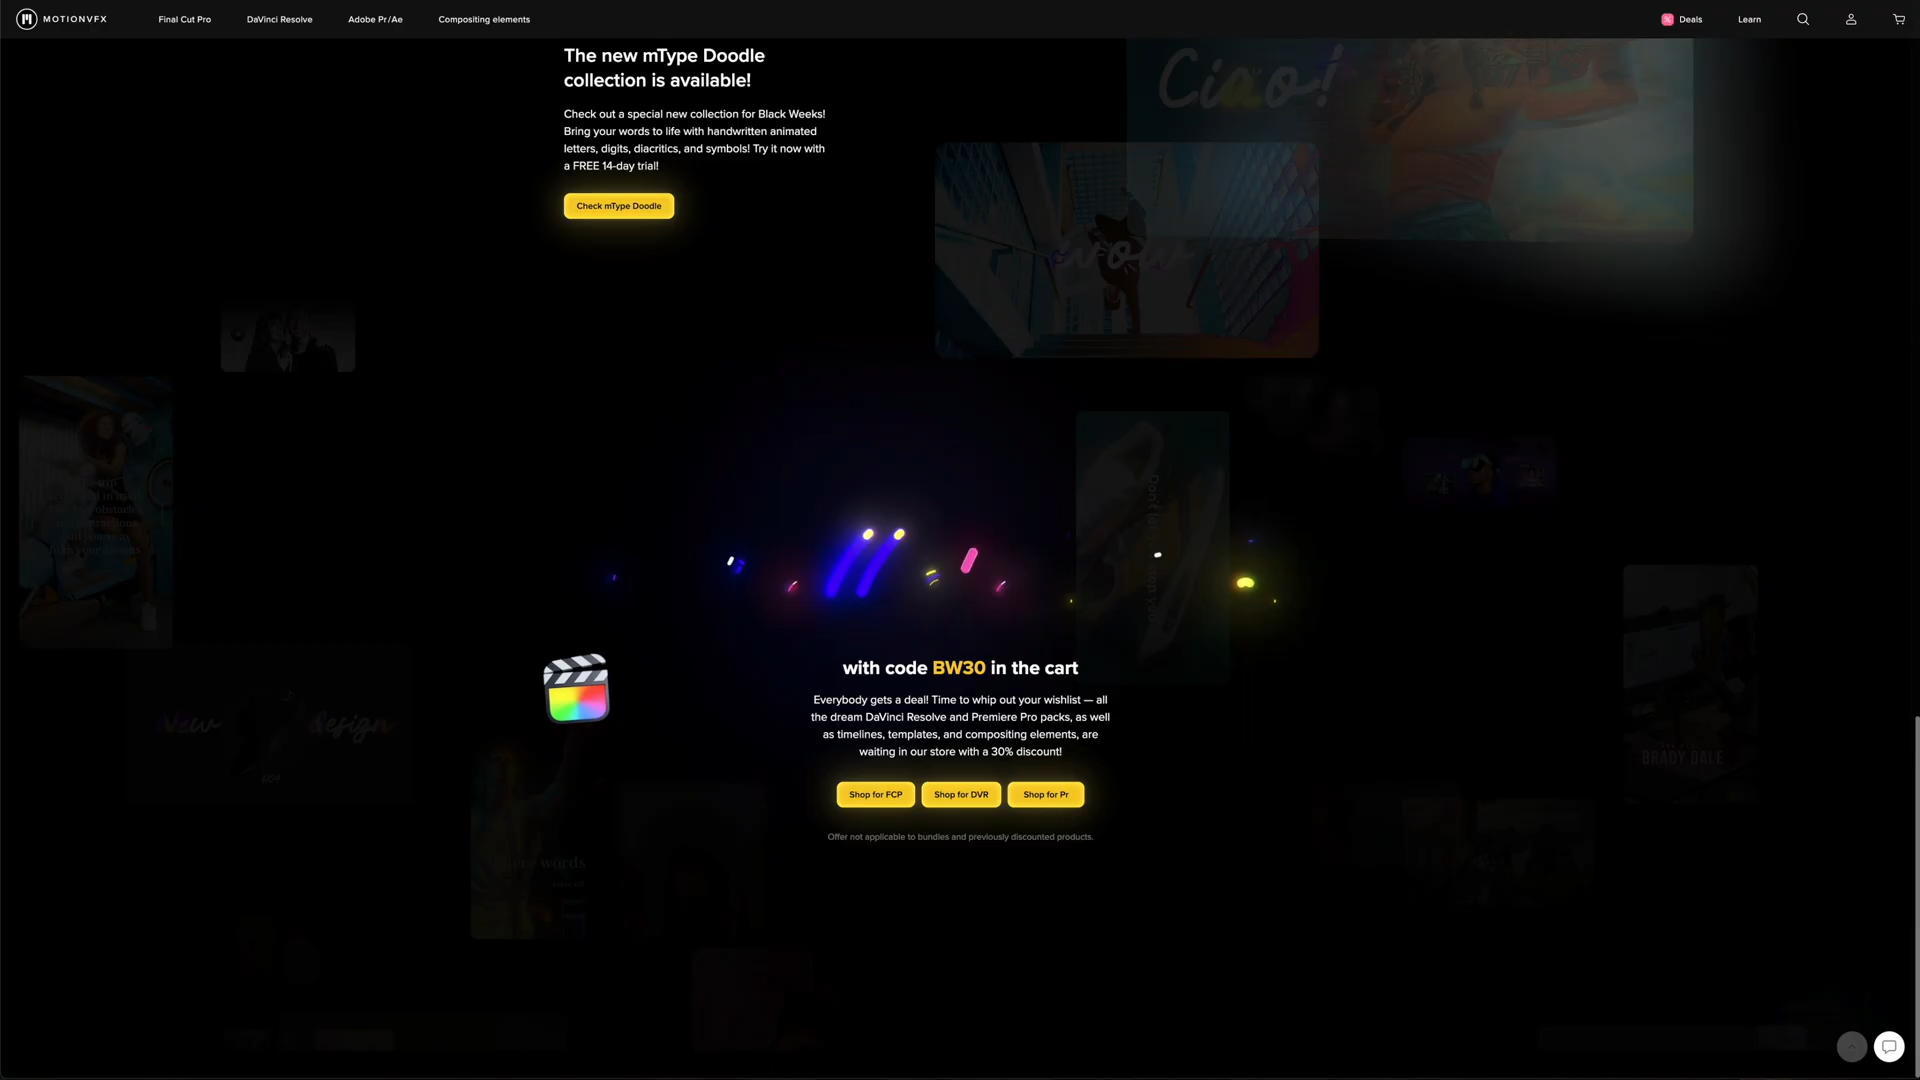 MOTIONVFX
Final Cut Pro
DaVinci Resolve
Adobe Pr/Ae
Compositing elements
Deals
Learn
The new mType Doodle
collection is available!
Check out a special new collection for Black Weeks!
Bring your words to life with handwritten animated
letters, digits, diacritics, and symbols! Try it now with
a FREE 14-day trial!
Check mType Doodle
Ciao!
wow
New design
with code BW30 in the cart
Everybody gets a deal! Time to whip out your wishlist — all
the dream DaVinci Resolve and Premiere Pro packs, as well
as timelines, templates, and compositing elements, are
waiting in our store with a 30% discount!
Shop for FCP
Shop for DVR
Shop for Pr
Offer not applicable to bundles and previously discounted products.
BRADY DALE
words